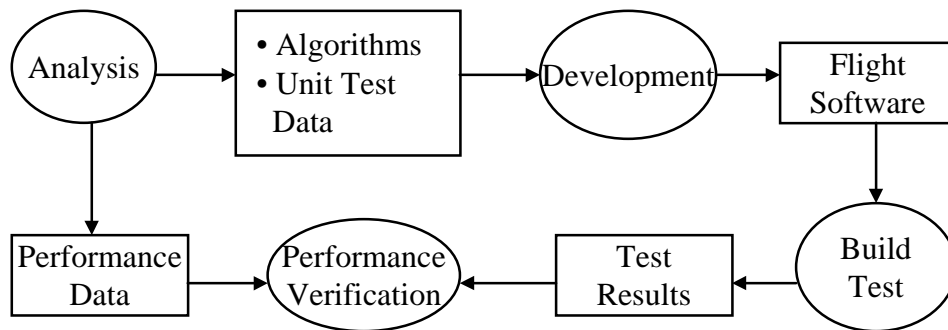 Analysis
• Algorithms
• Unit Test
Data
Development
Flight
Software
Performance
Data
Performance
Verification
Test
Results
Build
Test